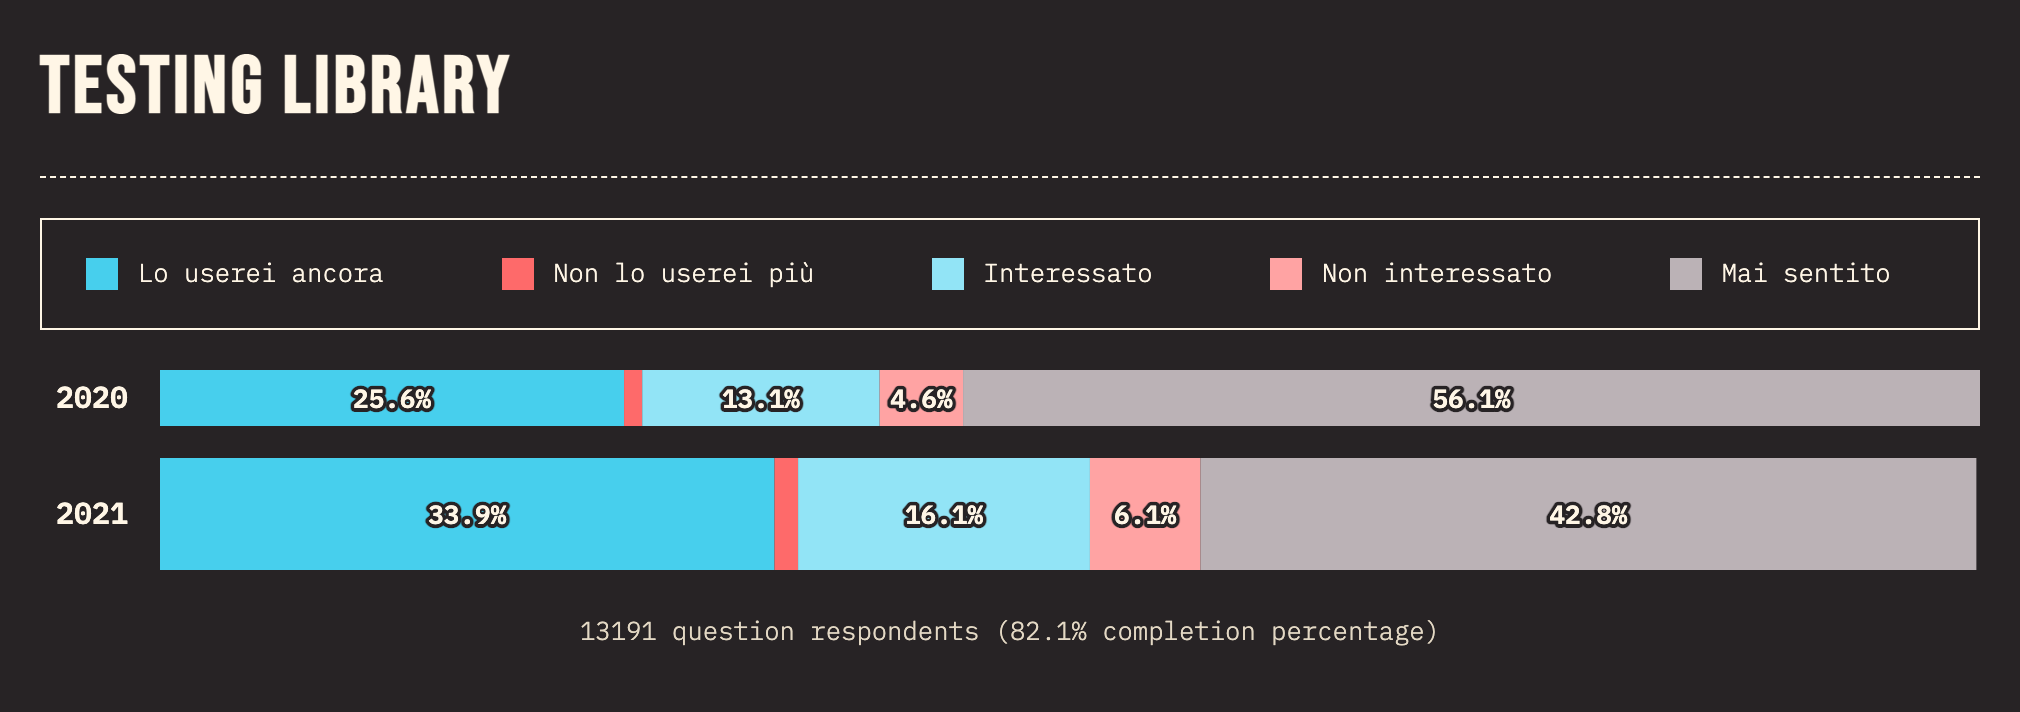 TESTING LIBRARY
Lo userei ancora Non lo userei più Interessato Non interessato Mai sentito
2020 25.6% 13.1% 4.6% 56.1%
2021 33.9% 16.1% 6.1% 42.8%
13191 question respondents (82.1% completion percentage)